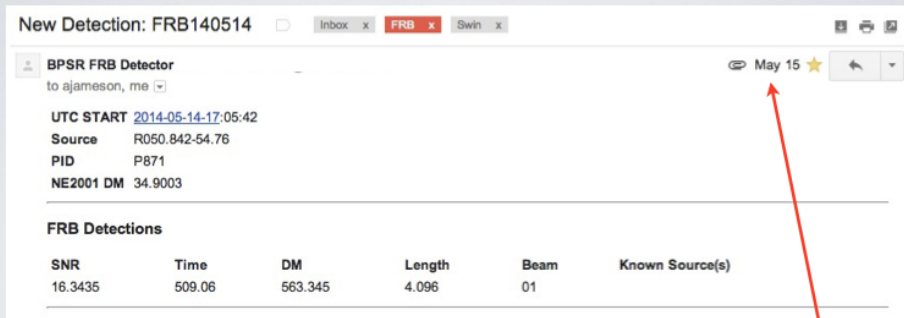 New Detection: FRB140514 Inbox x FRB x Swin x
BPSR FRB Detector May 15
to ajameson, me
UTC START 2014-05-14-17:05:42
Source R050.842-54.76
PID P871
NE2001 DM 34.9003
FRB Detections
SNR Time DM Length Beam Known Source(s)
16.3435 509.06 563.345 4.096 01